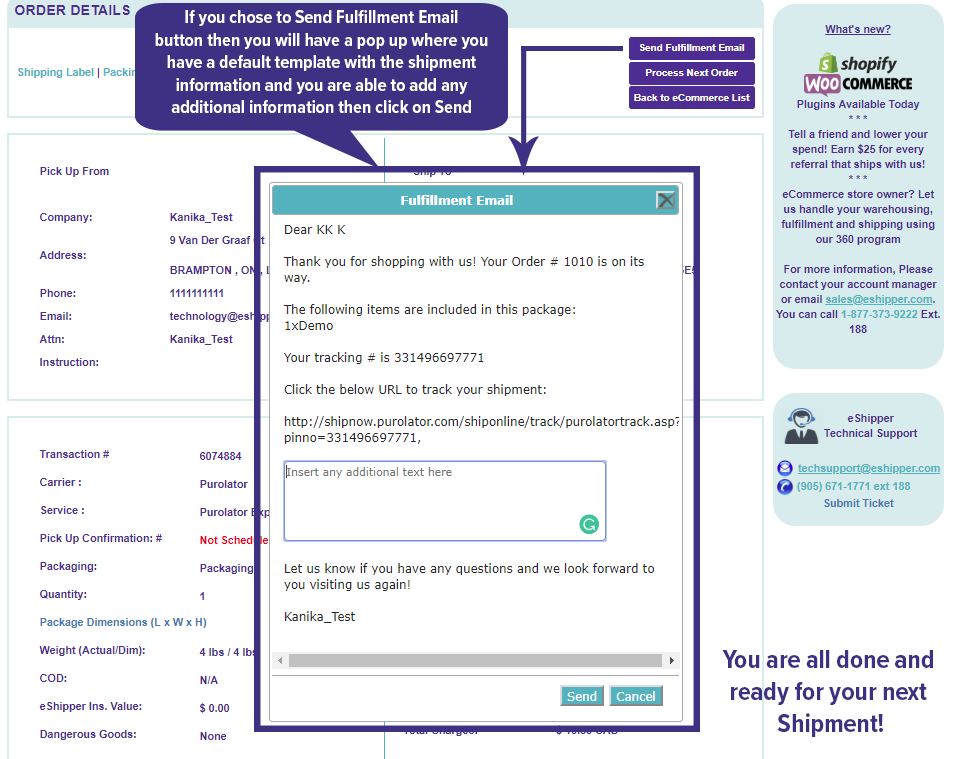 ORDER DETAILS
If you chose to Send Fulfillment Email
button then you will have a pop up where you
have a default template with the shipment
information and you are able to add any
additional information then click on Send
Shipping Label |
Send Fulfillment Email
Process Next Order
Back to eCommerce List
Pick Up From
Ship To
Company:
Kanika_Test
9 Van Der Graaf
Address:
BRAMPTON , ON,
Phone:
1111111111
Email:
Attn:
Kanika_Test
Instruction:
Fulfillment Email
Dear KK K
Thank you for shopping with us! Your Order # 1010 is on its
way.
The following items are included in this package:
1xDemo
Your tracking # is 331496697771
Click the below URL to track your shipment:
http://shipnow.purolator.com/shiponline/track/purolatortrack.asp?
pinno=331496697771,
Insert any additional text here
Let us know if you have any questions and we look forward to
you visiting us again!
Kanika_Test
Send
Cancel
Transaction #
6074884
Carrier :
Purolator
Service :
Purolator
Pick Up Confirmation: #
Not
Packaging:
Packaging
Quantity:
1
Package Dimensions (L x W x H)
Weight (Actual/Dim):
4 lbs / 4 lbs
COD:
N/A
eShipper Ins. Value:
$ 0.00
Dangerous Goods:
None
What's new?
shopify
WOOCOMMERCE
Plugins Available Today
* * *
Tell a friend and lower your
spend! Earn $25 for every
referral that ships with us!
* * *
eCommerce store owner? Let
us handle your warehousing,
fulfillment and shipping using
our 360 program
For more information, Please
contact your account manager
or email sales@eshipper.com.
You can call 1-877-373-9222 Ext.
188
eShipper
Technical Support
techsupport@eshipper.com
(905) 671-1771 ext 188
Submit Ticket
You are all done and
ready for your next
Shipment!